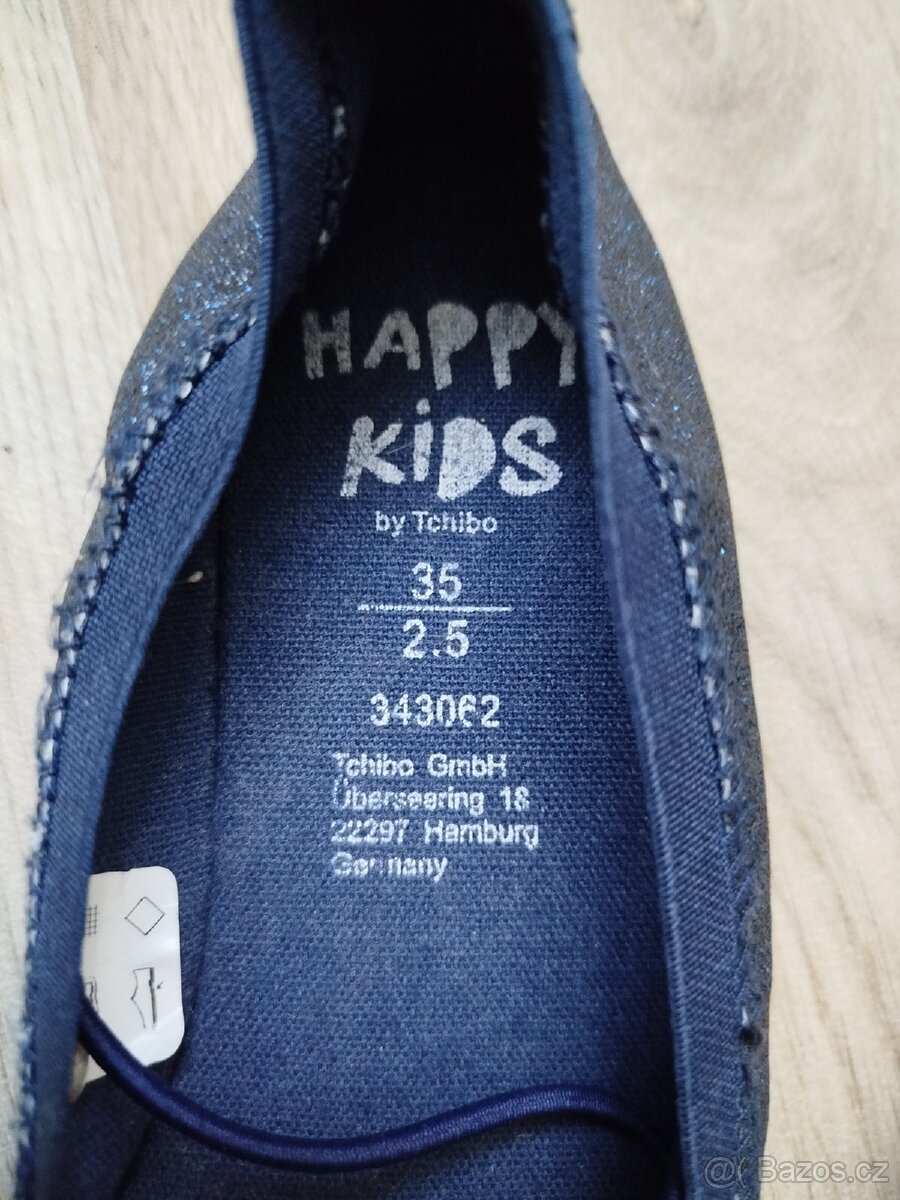 HAPPY
KiDS
by Tchibo
35
2.5
343062
Tchibo GmbH
Überseering 18
22297 Hamburg
Germany
@( Bazos.cz